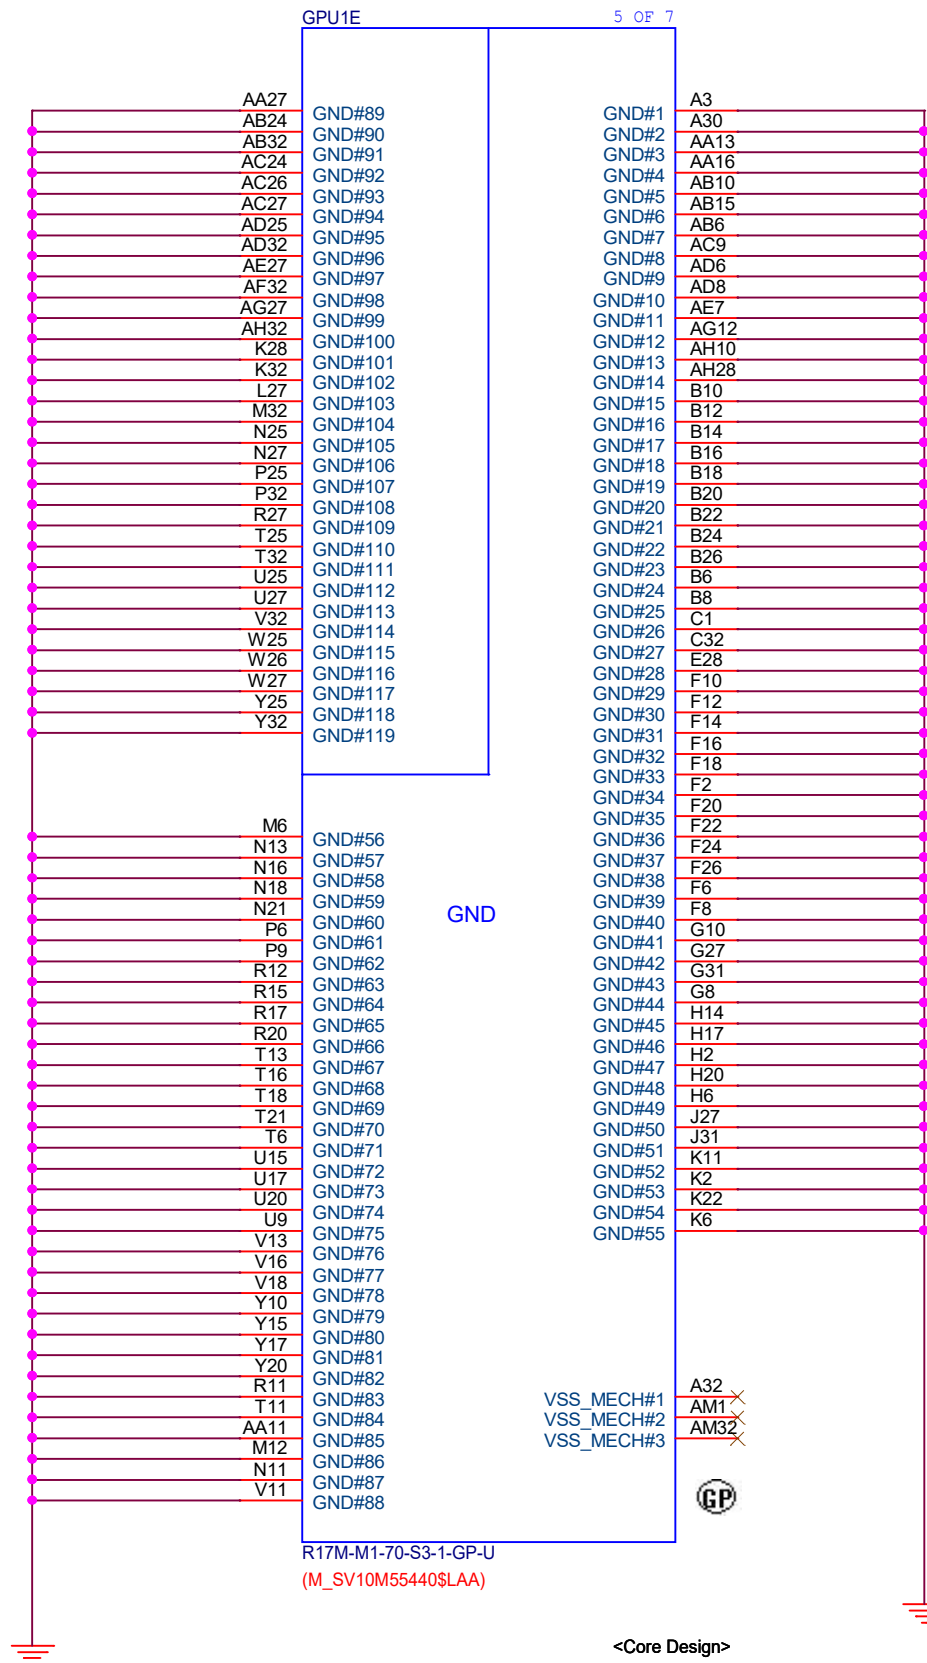 GPU1E 5 OF 7
AA27 GND#89 GND#1 A3
AB24 GND#90 GND#2 A30
AB32 GND#91 GND#3 AA13
AC24 GND#92 GND#4 AA16
AC26 GND#93 GND#5 AB10
AC27 GND#94 GND#6 AB15
AD25 GND#95 GND#7 AB6
AD32 GND#96 GND#8 AC9
AE27 GND#97 GND#9 AD6
AF32 GND#98 GND#10 AD8
AG27 GND#99 GND#11 AE7
AH32 GND#100 GND#12 AG12
K28 GND#101 GND#13 AH10
K32 GND#102 GND#14 AH28
L27 GND#103 GND#15 B10
M32 GND#104 GND#16 B12
N25 GND#105 GND#17 B14
N27 GND#106 GND#18 B16
P25 GND#107 GND#19 B18
P32 GND#108 GND#20 B20
R27 GND#109 GND#21 B22
T25 GND#110 GND#22 B24
T32 GND#111 GND#23 B26
U25 GND#112 GND#24 B6
U27 GND#113 GND#25 B8
V32 GND#114 GND#26 C1
W25 GND#115 GND#27 C32
W26 GND#116 GND#28 E28
W27 GND#117 GND#29 F10
Y25 GND#118 GND#30 F12
Y32 GND#119 GND#31 F14
GND#32 F16
GND#33 F18
GND#34 F2
GND#35 F20
M6 GND#56 GND#36 F22
N13 GND#57 GND#37 F24
N16 GND#58 GND#38 F26
N18 GND#59 GND#39 F6
N21 GND#60 GND GND#40 F8
P6 GND#61 GND#41 G10
P9 GND#62 GND#42 G27
R12 GND#63 GND#43 G31
R15 GND#64 GND#44 G8
R17 GND#65 GND#45 H14
R20 GND#66 GND#46 H17
T13 GND#67 GND#47 H2
T16 GND#68 GND#48 H20
T18 GND#69 GND#49 H6
T21 GND#70 GND#50 J27
T6 GND#71 GND#51 J31
U15 GND#72 GND#52 K11
U17 GND#73 GND#53 K2
U20 GND#74 GND#54 K22
U9 GND#75 GND#55 K6
V13 GND#76
V16 GND#77
V18 GND#78
Y10 GND#79
Y15 GND#80
Y17 GND#81
Y20 GND#82
R11 GND#83 VSS_MECH#1 A32
T11 GND#84 VSS_MECH#2 AM1
AA11 GND#85 VSS_MECH#3 AM32
M12 GND#86
N11 GND#87
V11 GND#88
GP
R17M-M1-70-S3-1-GP-U
(M_SV10M55440$LAA)
<Core Design>